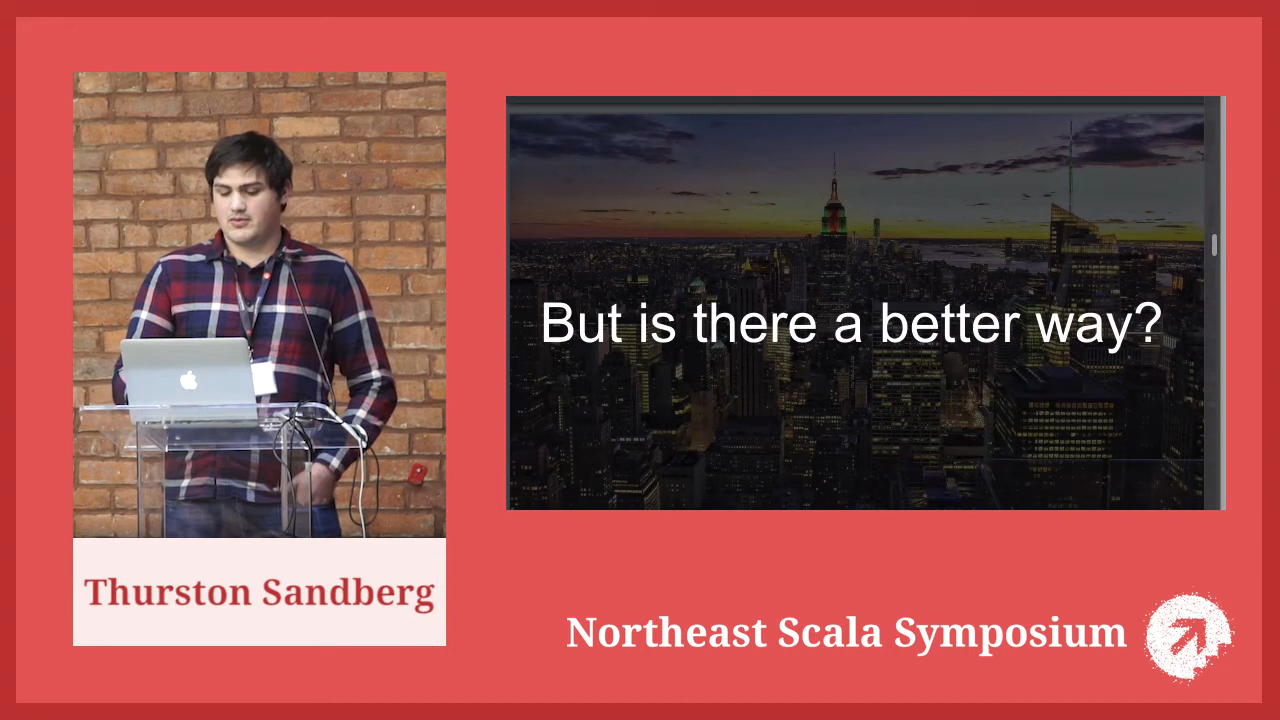 But is there a better way?
Thurston Sandberg
Northeast Scala Symposium